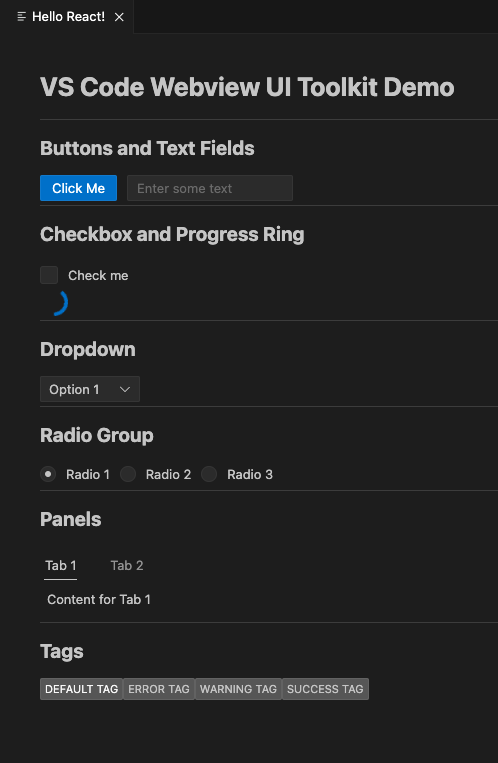 Hello React!
VS Code Webview UI Toolkit Demo
Buttons and Text Fields
Click Me Enter some text
Checkbox and Progress Ring
Check me
Dropdown
Option 1
Radio Group
Radio 1 Radio 2 Radio 3
Panels
Tab 1 Tab 2
Content for Tab 1
Tags
DEFAULT TAG ERROR TAG WARNING TAG SUCCESS TAG